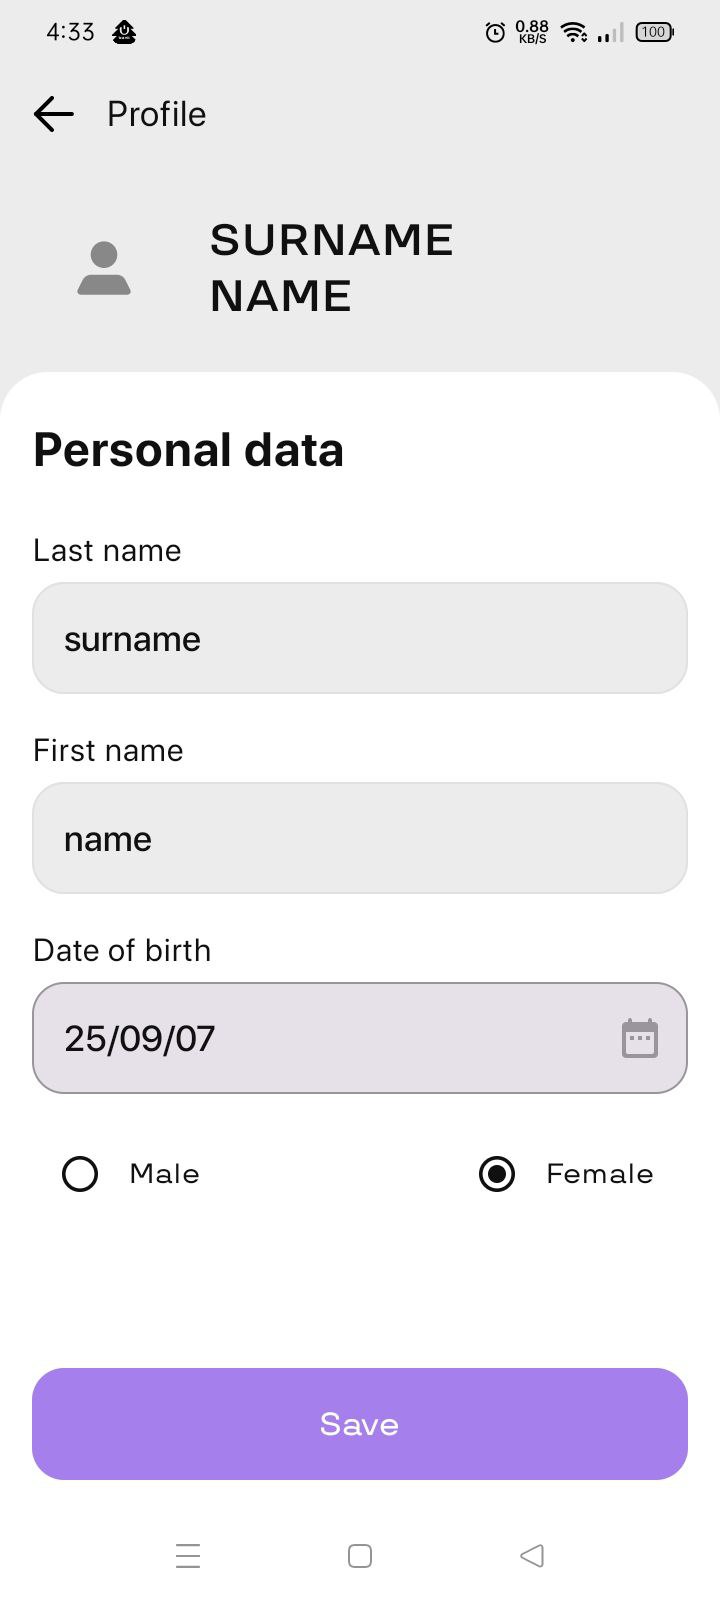 4:33
0.88
KB/S
100
Profile
SURNAME
NAME
Personal data
Last name
surname
First name
name
Date of birth
25/09/07
Male
Female
Save